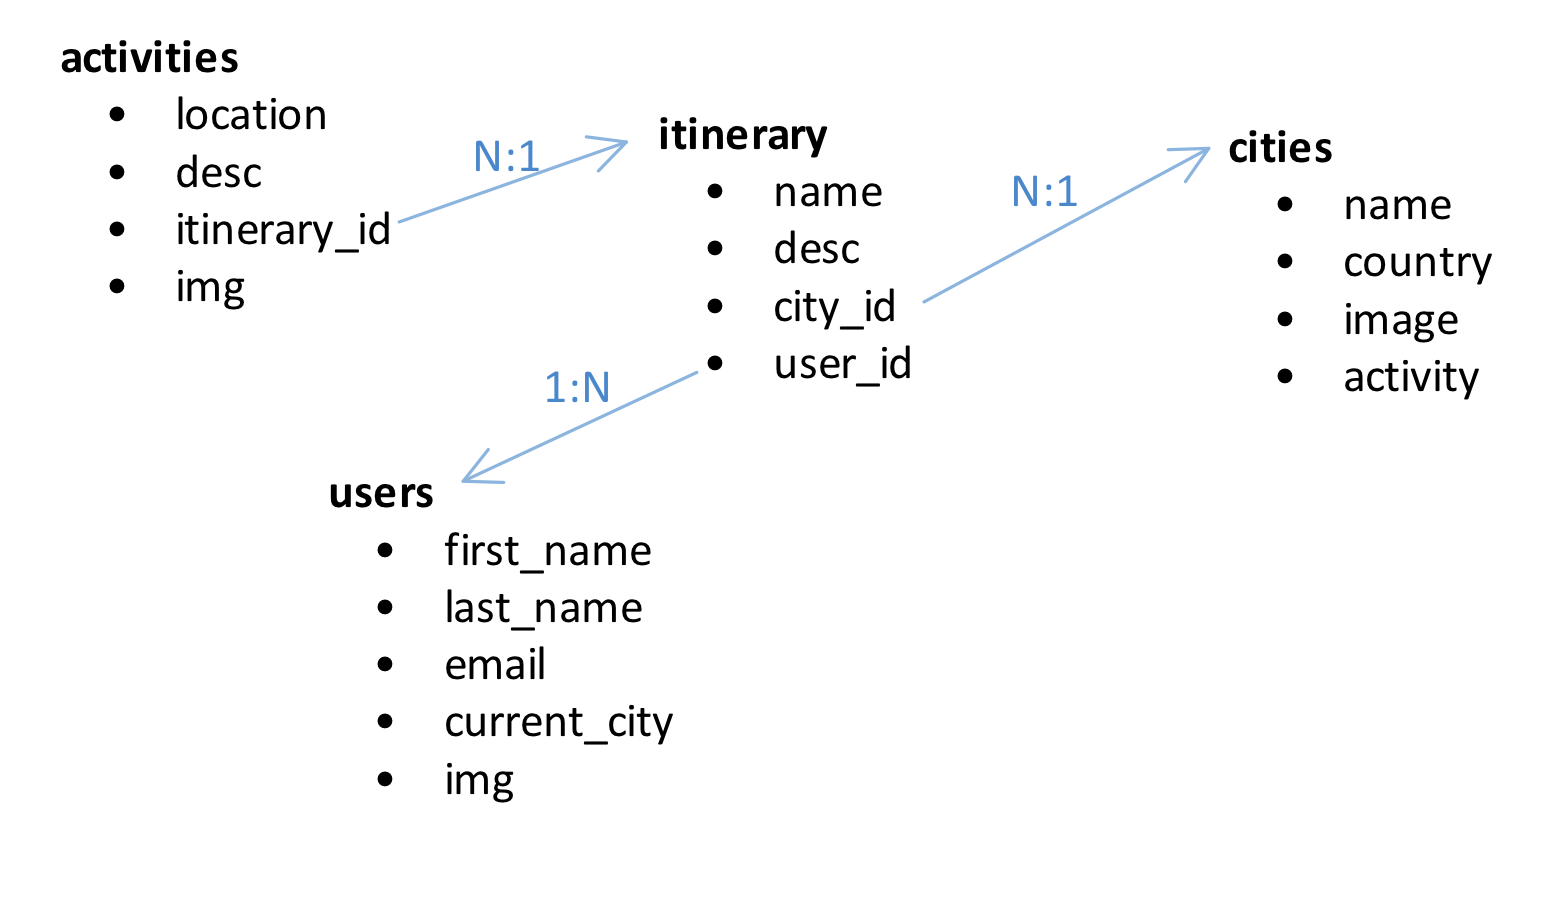 activities
• location
• desc
• itinerary_id
• img
N:1
itinerary
• name
• desc
• city_id
• user_id
N:1
cities
• name
• country
• image
• activity
1:N
users
• first_name
• last_name
• email
• current_city
• img